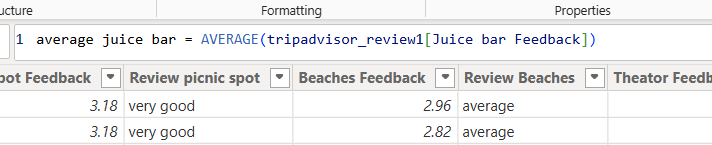 ucture Formatting Properties
1 average juice bar = AVERAGE(tripadvisor_review1[Juice bar Feedback])
ot Feedback Review picnic spot Beaches Feedback Review Beaches Theator Feedb
3.18 very good 2.96 average
3.18 very good 2.82 average